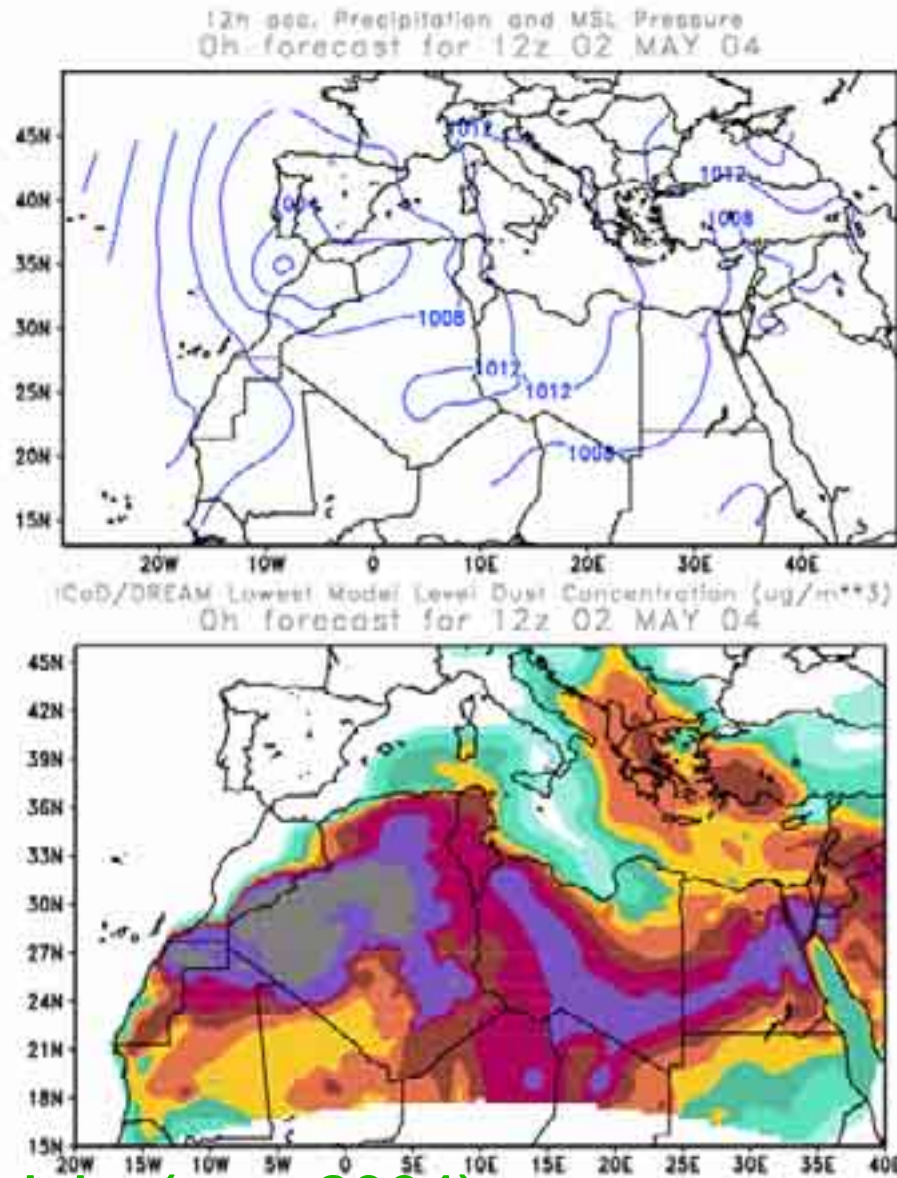 12h acc. Precipitation and MSL Pressure
0h forecast for 12z 02 MAY 04
45N
40N
35N
30N
25N
20N
15N
1012
1012
1008
1008
1012
1012
1008
20W
10W
0
10E
20E
30E
40E
ICoD/DREAM Lowest Model Level Dust Concentration (ug/m**3)
0h forecast for 12z 02 MAY 04
45N
42N
39N
36N
33N
30N
27N
24N
21N
18N
15N
20W
15W
10W
5W
0
5E
10E
15E
20E
25E
30E
35E